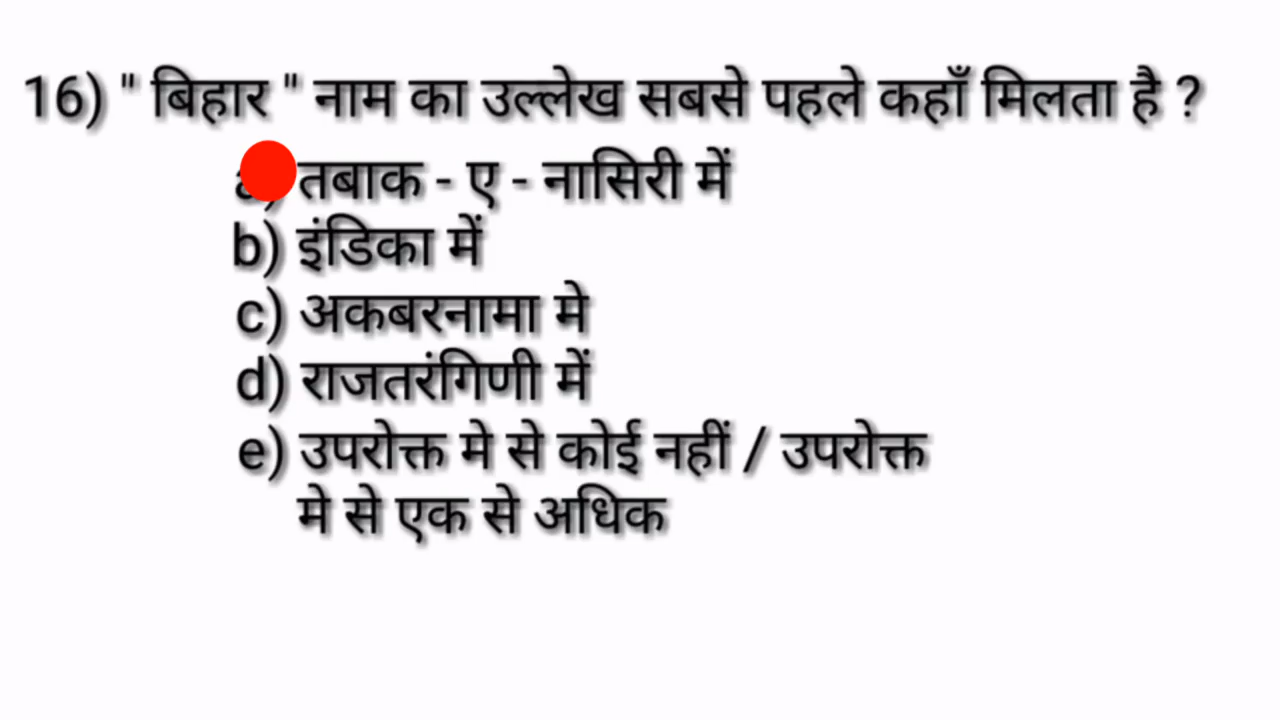 16) " बिहार " नाम का उल्लेख सबसे पहले कहाँ मिलता है ?
a) तबाक - ए - नासिरी में
b) इंडिका में
c) अकबरनामा मे
d) राजतरंगिणी में
e) उपरोक्त मे से कोई नहीं / उपरोक्त
मे से एक से अधिक